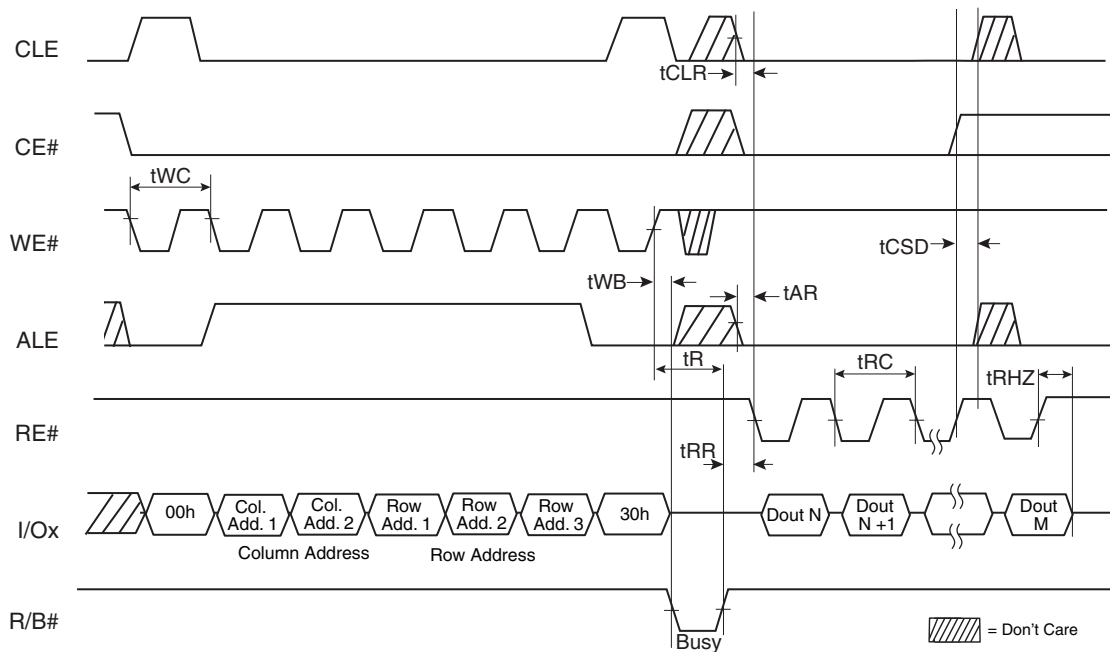 CLE
tCLR
CE#
tWC
WE#
tCSD
tWB
tAR
ALE
tR
tRC
tRHZ
RE#
tRR
I/Ox
00h
Col. Add. 1
Col. Add. 2
Row Add. 1
Row Add. 2
Row Add. 3
30h
Dout N
Dout N +1
Dout M
Column Address
Row Address
R/B#
Busy
= Don't Care